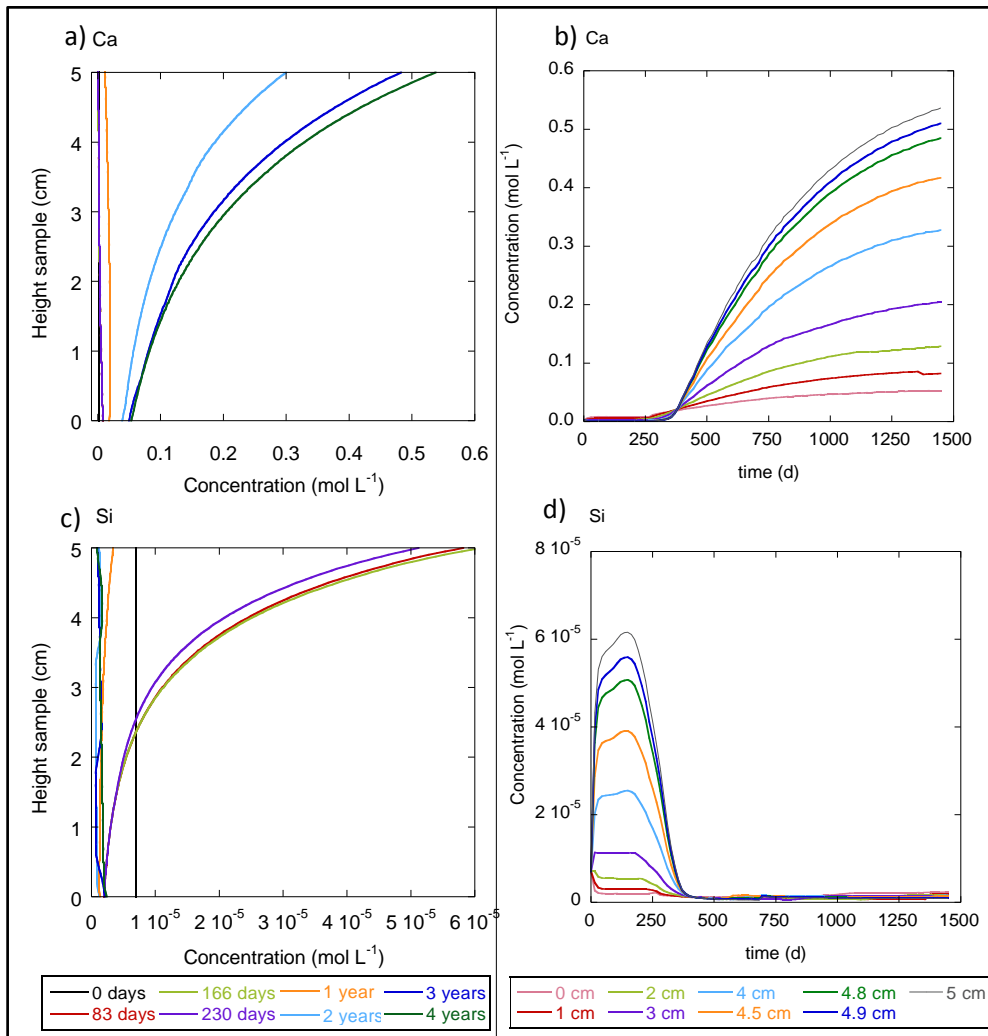 a) Ca
5
4
3
2
1
0
Height sample (cm)
0 0.1 0.2 0.3 0.4 0.5 0.6
Concentration (mol L⁻¹)
b) Ca
0.6
0.5
0.4
0.3
0.2
0.1
0.0
Concentration (mol L⁻¹)
0 250 500 750 1000 1250 1500
time (d)
c) Si
5
4
3
2
1
0
Height sample (cm)
0 1 10⁻⁵ 2 10⁻⁵ 3 10⁻⁵ 4 10⁻⁵ 5 10⁻⁵ 6 10⁻⁵
Concentration (mol L⁻¹)
d) Si
8 10⁻⁵
6 10⁻⁵
4 10⁻⁵
2 10⁻⁵
0
Concentration (mol L⁻¹)
0 250 500 750 1000 1250 1500
time (d)
0 days 166 days 1 year 3 years
83 days 230 days 2 years 4 years
0 cm 2 cm 4 cm 4.8 cm 5 cm
1 cm 3 cm 4.5 cm 4.9 cm